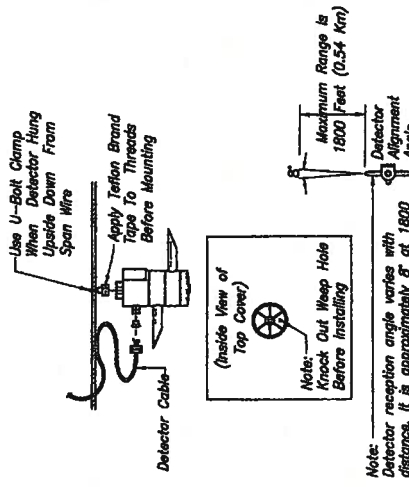 Use U-Bolt Clamp
When Detector Hung
Upside Down From
Span Wire
Apply Teflon Brand
Tape To Threads
Before Mounting
Detector Cable
(Inside View of
Top Cover)
Note:
Knock Out Weep Hole
Before Installing
Maximum Range is
1800 Feet (0.54 Km)
Detector
Alignment
Note:
Detector reception angle varies with
distance. It is approximately 8° at 1800